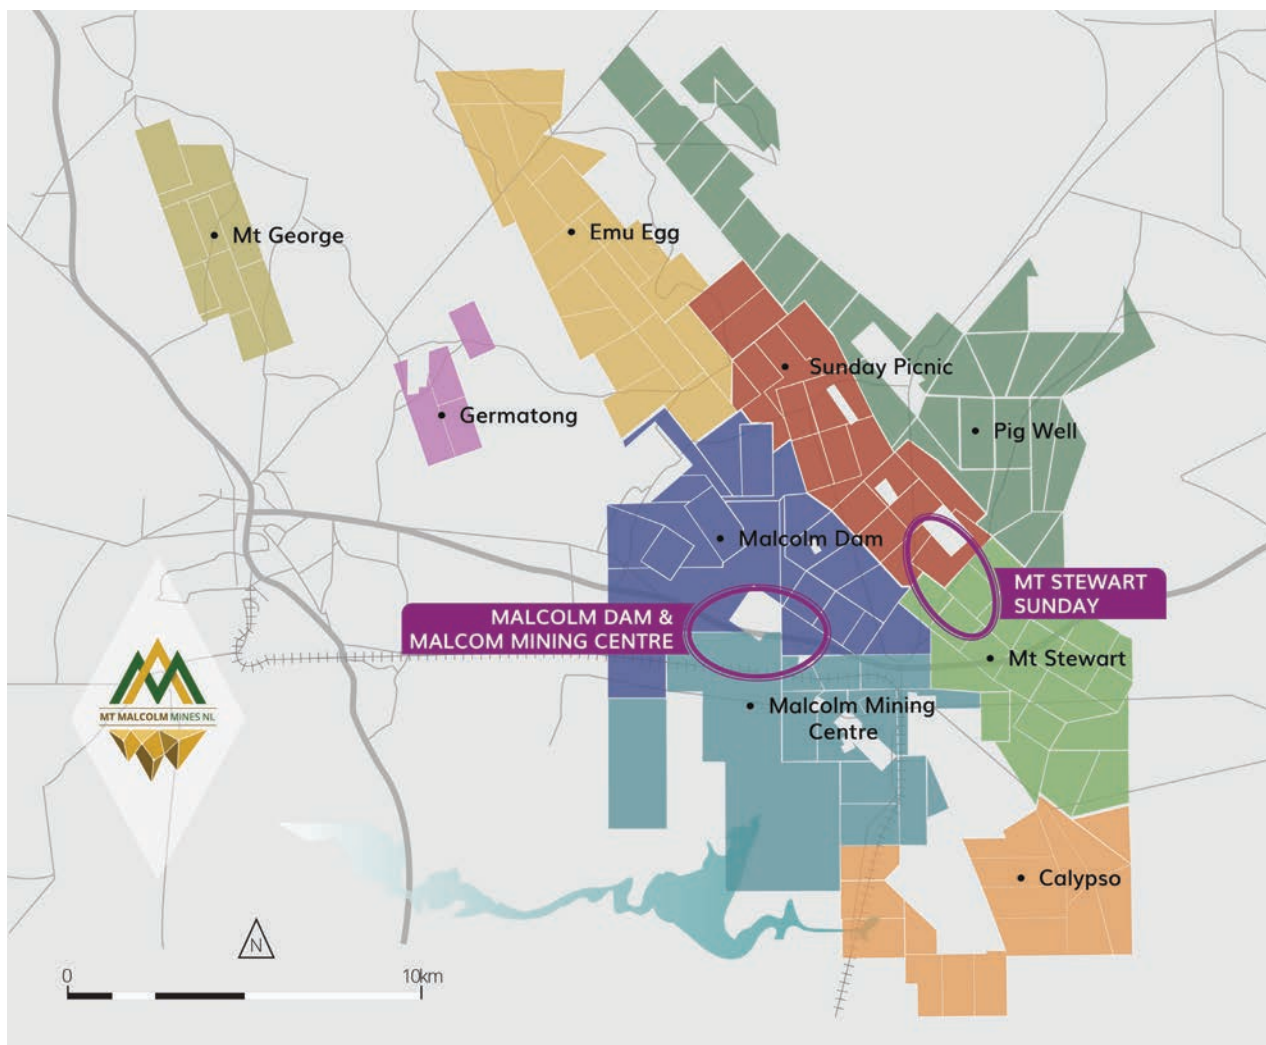 Mt George
Emu Egg
Sunday Picnic
Germatong
Pig Well
Malcolm Dam
MT STEWART
SUNDAY
MALCOLM DAM &
MALCOM MINING CENTRE
Mt Stewart
Malcolm Mining
Centre
MT MALCOLM MINES NL
Calypso
N
0
10km